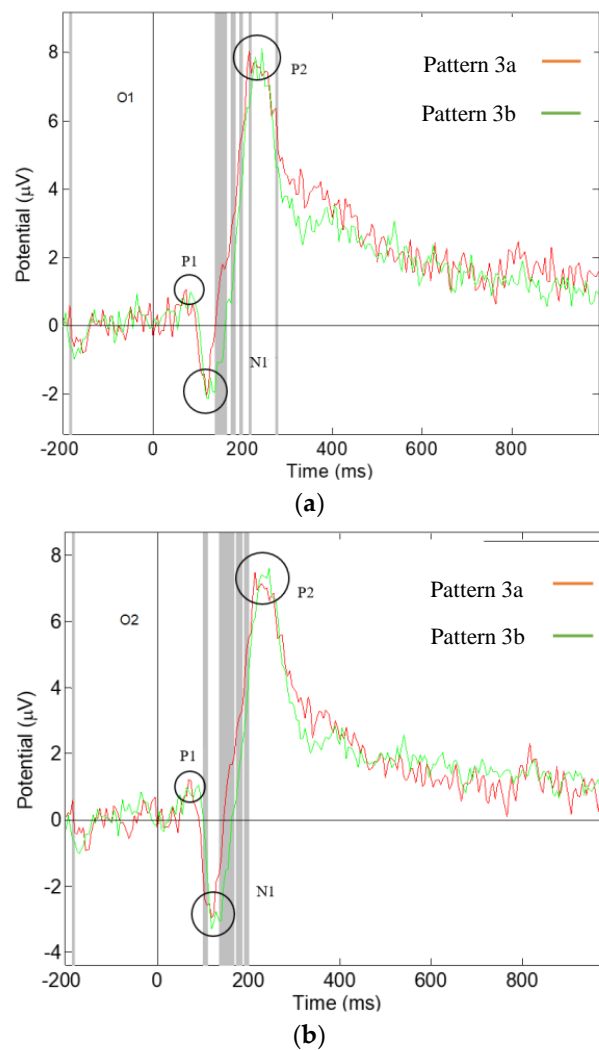 8
P2
Pattern 3a
O1
Pattern 3b
6
Potential (μV)
4
2
P1
0
N1
-2
-200 0 200 400 600 800
Time (ms)
(a)
8
P2
Pattern 3a
O2
Pattern 3b
6
Potential (μV)
4
2
P1
0
-2
N1
-4
-200 0 200 400 600 800
Time (ms)
(b)